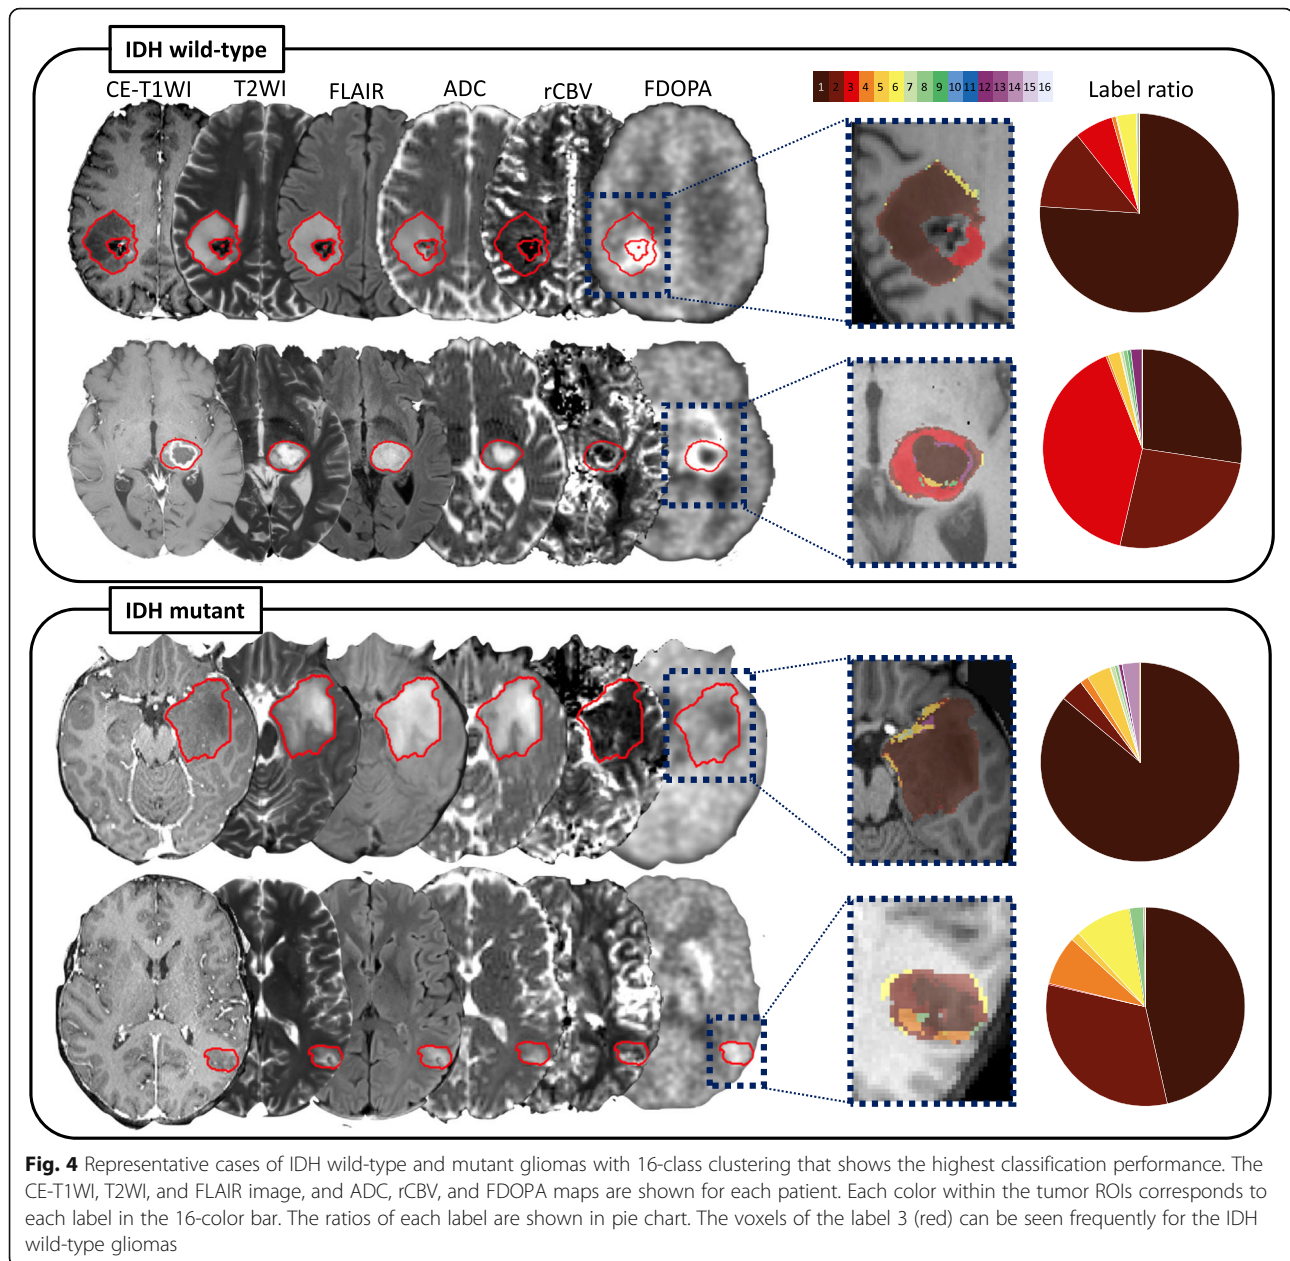 IDH wild-type
CE-T1WI T2WI FLAIR ADC rCBV FDOPA
1 2 3 4 5 6 7 8 9 10 11 12 13 14 15 16
Label ratio
IDH mutant
Fig. 4 Representative cases of IDH wild-type and mutant gliomas with 16-class clustering that shows the highest classification performance. The
CE-T1WI, T2WI, and FLAIR image, and ADC, rCBV, and FDOPA maps are shown for each patient. Each color within the tumor ROIs corresponds to
each label in the 16-color bar. The ratios of each label are shown in pie chart. The voxels of the label 3 (red) can be seen frequently for the IDH
wild-type gliomas